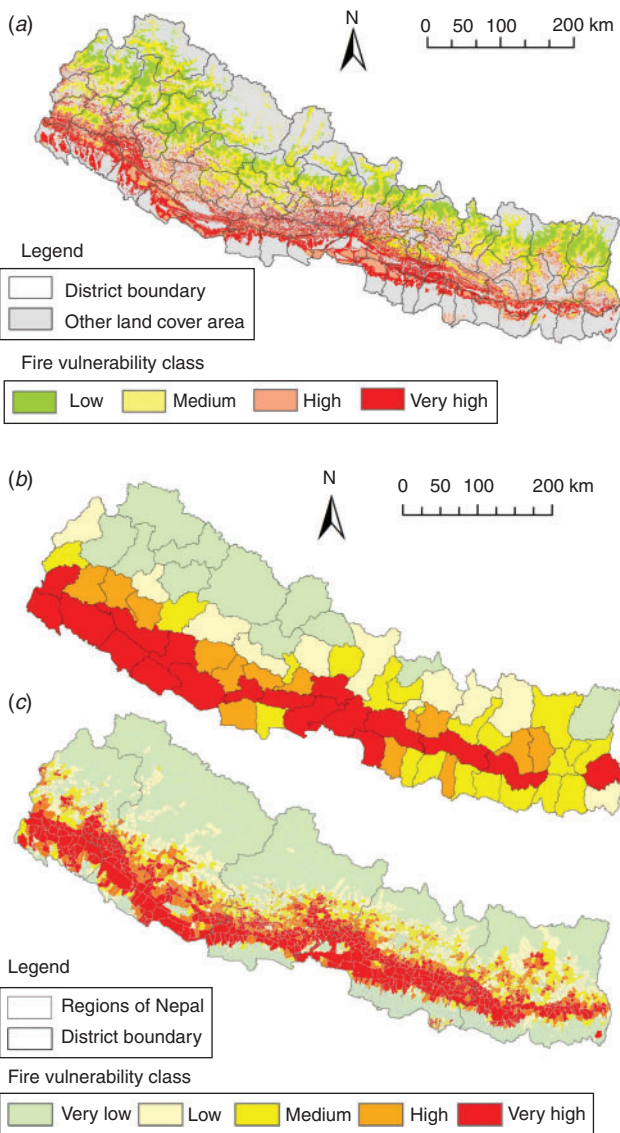 (a)
N
0 50 100 200 km
Legend
District boundary
Other land cover area
Fire vulnerability class
Low Medium High Very high
(b)
N
0 50 100 200 km
(c)
Legend
Regions of Nepal
District boundary
Fire vulnerability class
Very low Low Medium High Very high